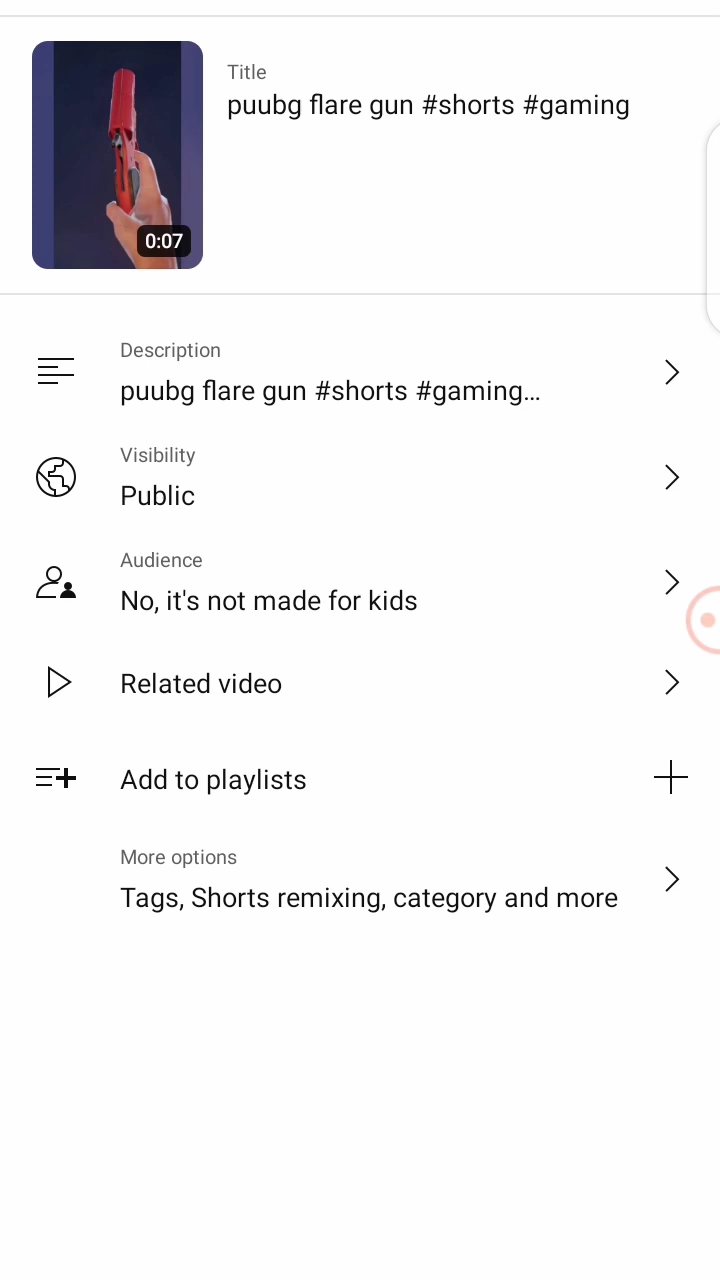 Title
puubg flare gun #shorts #gaming
0:07
Description
puubg flare gun #shorts #gaming...
Visibility
Public
Audience
No, it's not made for kids
Related video
Add to playlists
More options
Tags, Shorts remixing, category and more